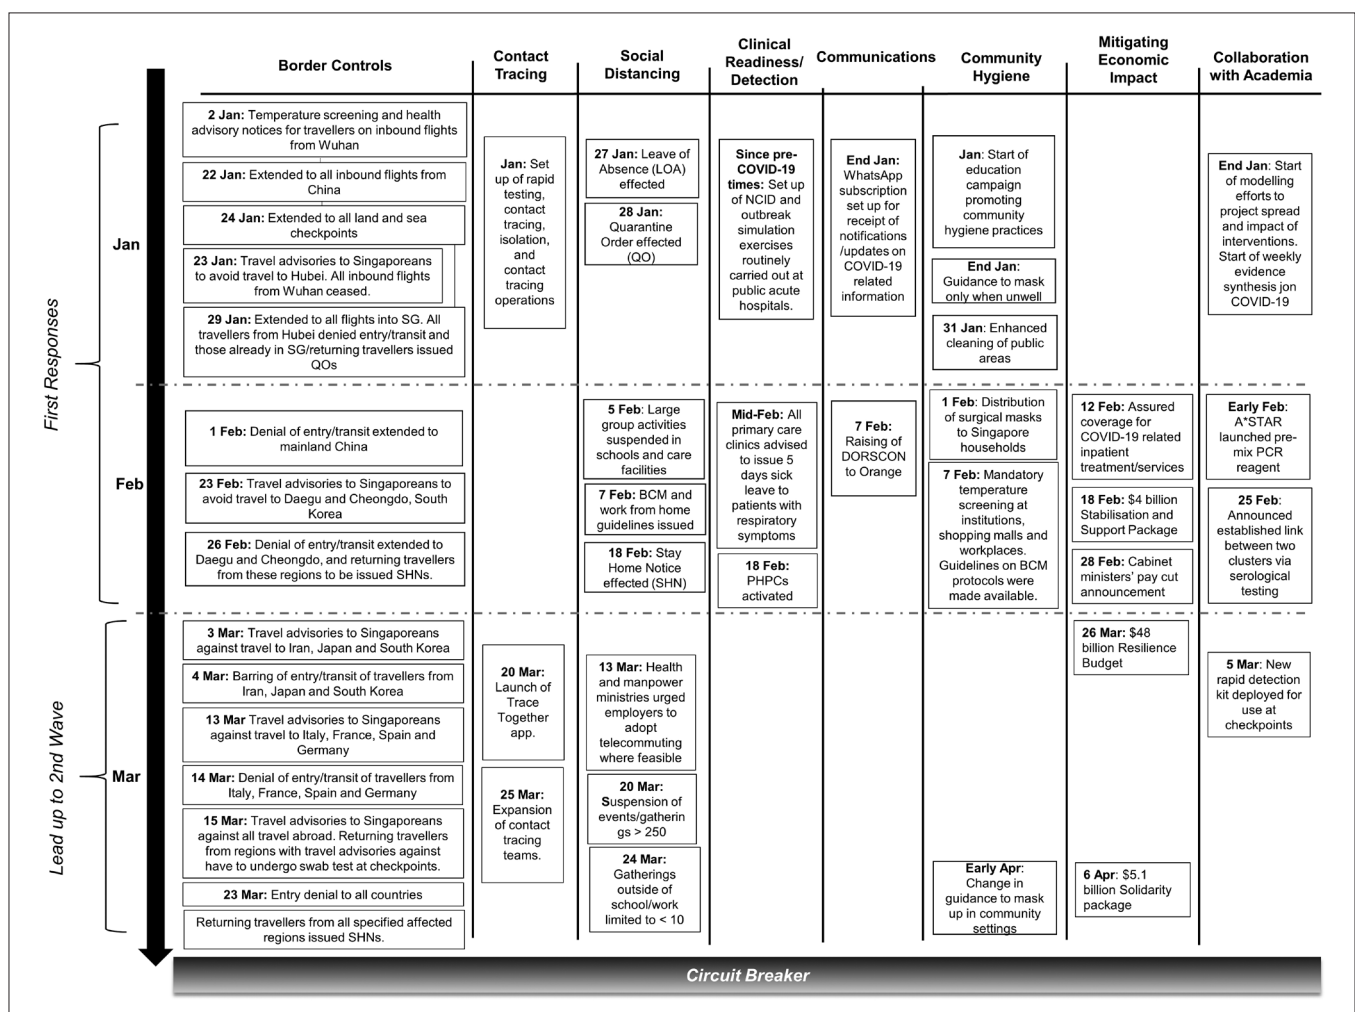 Border Controls
Contact
Tracing
Social
Distancing
Clinical
Readiness/
Detection
Communications
Community
Hygiene
Mitigating
Economic
Impact
Collaboration
with Academia
First Responses
Jan
2 Jan: Temperature screening and health
advisory notices for travellers on inbound flights
from Wuhan
22 Jan: Extended to all inbound flights from
China
24 Jan: Extended to all land and sea
checkpoints
23 Jan: Travel advisories to Singaporeans
to avoid travel to Hubei. All inbound flights
from Wuhan ceased.
29 Jan: Extended to all flights into SG. All
travellers from Hubei denied entry/transit and
those already in SG/returning travellers issued
QOs
Jan: Set
up of rapid
testing,
contact
tracing,
isolation,
and
contact
tracing
operations
27 Jan: Leave of
Absence (LOA)
effected
28 Jan:
Quarantine
Order effected
(QO)
Since pre-
COVID-19
times: Set up
of NCID and
outbreak
simulation
exercises
routinely
carried out at
public acute
hospitals.
End Jan:
WhatsApp
subscription
set up for
receipt of
notifications
/updates on
COVID-19
related
information
Jan: Start of
education
campaign
promoting
community
hygiene practices
End Jan:
Guidance to mask
only when unwell
31 Jan: Enhanced
cleaning of public
areas
End Jan: Start
of modelling
efforts to
project spread
and impact of
interventions.
Start of weekly
evidence
synthesis jon
COVID-19
Feb
1 Feb: Denial of entry/transit extended to
mainland China
23 Feb: Travel advisories to Singaporeans to
avoid travel to Daegu and Cheongdo, South
Korea
26 Feb: Denial of entry/transit extended to
Daegu and Cheongdo, and returning travellers
from these regions to be issued SHNs.
5 Feb: Large
group activities
suspended in
schools and care
facilities
7 Feb: BCM and
work from home
guidelines issued
18 Feb: Stay
Home Notice
effected (SHN)
Mid-Feb: All
primary care
clinics advised
to issue 5
days sick
leave to
patients with
respiratory
symptoms
18 Feb:
PHPCs
activated
7 Feb:
Raising of
DORSCON
to Orange
1 Feb: Distribution
of surgical masks
to Singapore
households
7 Feb: Mandatory
temperature
screening at
institutions,
shopping malls and
workplaces.
Guidelines on BCM
protocols were
made available.
12 Feb: Assured
coverage for
COVID-19 related
inpatient
treatment/services
18 Feb: $4 billion
Stabilisation and
Support Package
28 Feb: Cabinet
ministers' pay cut
announcement
Early Feb:
A*STAR
launched pre-
mix PCR
reagent
25 Feb:
Announced
established link
between two
clusters via
serological
testing
Lead up to 2nd Wave
Mar
3 Mar: Travel advisories to Singaporeans
against travel to Iran, Japan and South Korea
4 Mar: Barring of entry/transit of travellers from
Iran, Japan and South Korea
13 Mar Travel advisories to Singaporeans
against travel to Italy, France, Spain and
Germany
14 Mar: Denial of entry/transit of travellers from
Italy, France, Spain and Germany
15 Mar: Travel advisories to Singaporeans
against all travel abroad. Returning travellers
from regions with travel advisories against
have to undergo swab test at checkpoints.
23 Mar: Entry denial to all countries
Returning travellers from all specified affected
regions issued SHNs.
20 Mar:
Launch of
Trace
Together
app.
25 Mar:
Expansion
of contact
tracing
teams.
13 Mar: Health
and manpower
ministries urged
employers to
adopt
telecommuting
where feasible
20 Mar:
Suspension of
events/gatherin
gs > 250
24 Mar:
Gatherings
outside of
school/work
limited to < 10
Early Apr:
Change in
guidance to mask
up in community
settings
26 Mar: $48
billion Resilience
Budget
6 Apr: $5.1
billion Solidarity
package
5 Mar: New
rapid detection
kit deployed for
use at
checkpoints
Circuit Breaker